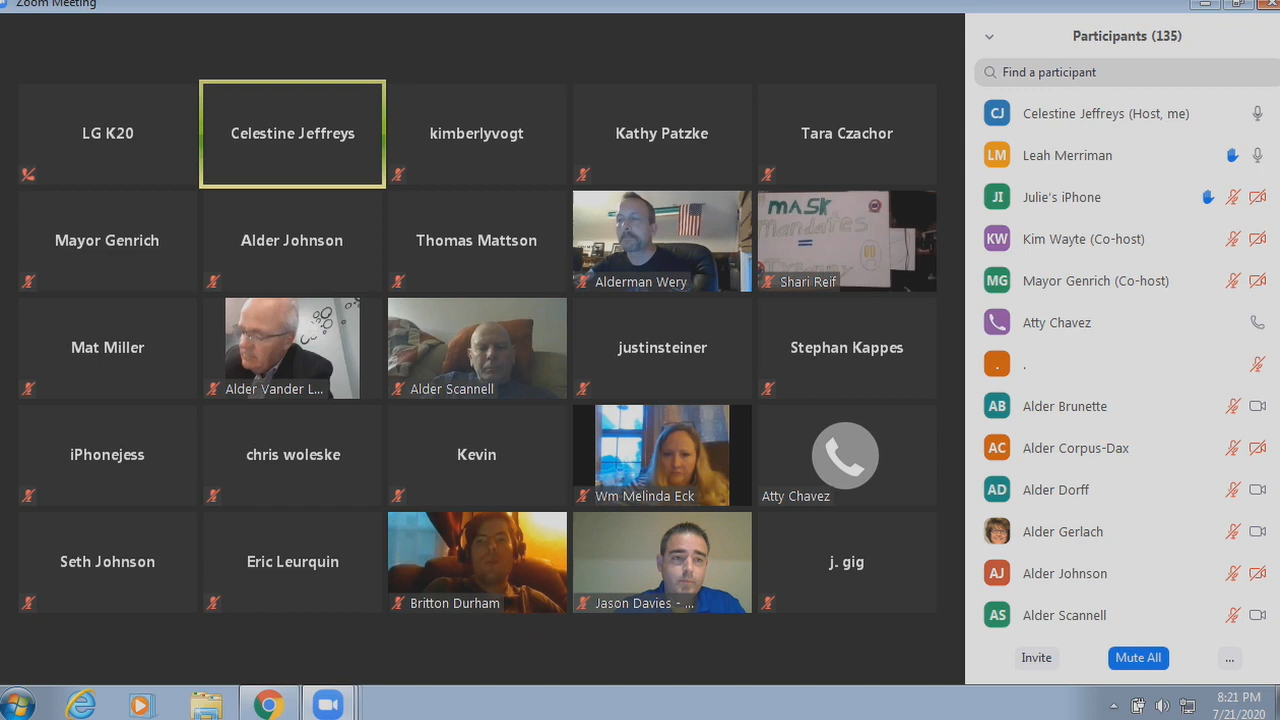 Zoom Meeting
LG K20
Celestine Jeffreys
kimberlyvogt
Kathy Patzke
Tara Czachor
Mayor Genrich
Alder Johnson
Thomas Mattson
Alderman Wery
MASK
Mandates
=
Tyranny
Shari Reif
Mat Miller
Alder Vander L...
Alder Scannell
justinsteiner
Stephan Kappes
iPhonejess
chris woleske
Kevin
Wm Melinda Eck
Atty Chavez
Seth Johnson
Eric Leurquin
Britton Durham
Jason Davies - ...
j. gig
Participants (135)
Find a participant
CJ Celestine Jeffreys (Host, me)
LM Leah Merriman
JI Julie's iPhone
KW Kim Wayte (Co-host)
MG Mayor Genrich (Co-host)
Atty Chavez
. .
AB Alder Brunette
AC Alder Corpus-Dax
AD Alder Dorff
Alder Gerlach
AJ Alder Johnson
AS Alder Scannell
Invite Mute All ...
8:21 PM
7/21/2020